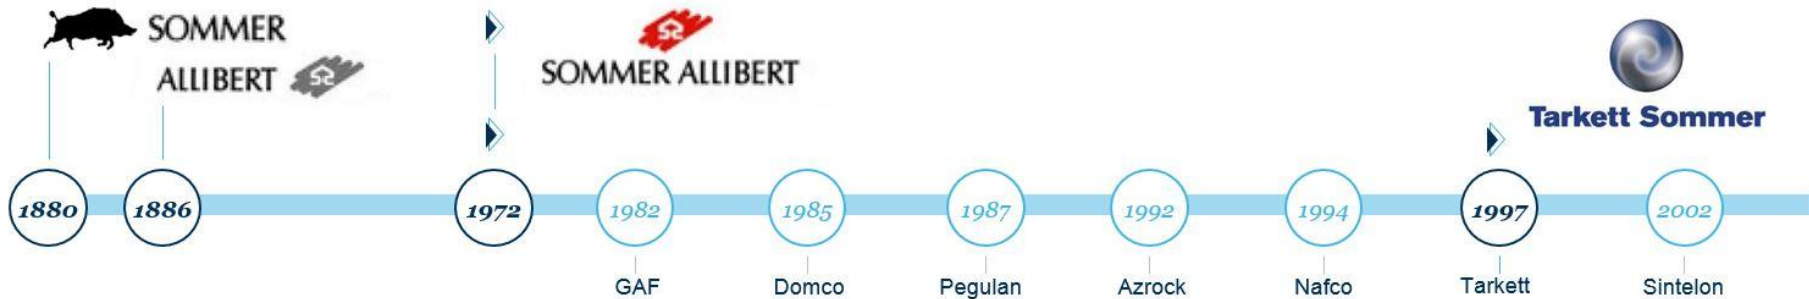 SOMMER
ALLIBERT
SOMMER ALLIBERT
Tarkett Sommer
1880
1886
1972
1982
1985
1987
1992
1994
1997
2002
GAF
Domco
Pegulan
Azrock
Nafco
Tarkett
Sintelon